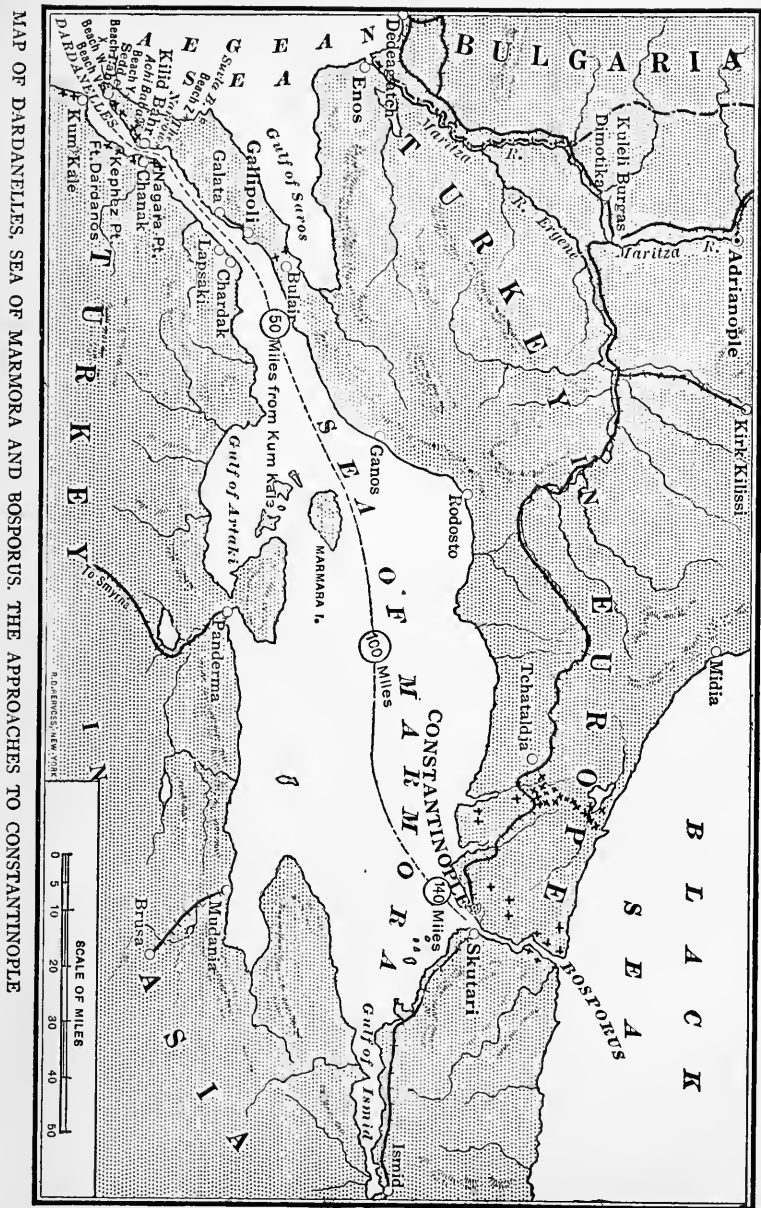 BULGARIA
AEGEAN
SEA
TURKEY IN EUROPE
BLACK
SEA
Dedeagatch
Enos
Maritza R.
Kuleli Burgas
Dimotika
Adrianople
Maritza R.
R. Ergene
Kirk Kilissi
Midia
Gulf of Saros
Suvla B.
Kilid Bahr
Achi Baba
Beach Y.
DARDANELLES
Kum Kale
Ft. Dardanos
Kephez Pt.
Chanak
Nagara Pt.
Galata
Gallipoli
Bulair
Lapsaki
Chardak
50 Miles from Kum Kale
SEA OF MARMORA
Ganos
Rodosto
Tchataldja
CONSTANTINOPLE
100 Miles
140 Miles
Skutari
BOSPORUS
MARMARA I.
Gulf of Artaki
Panderma
To Smyrna
Mudania
Brusa
Gulf of Ismid
Ismid
TURKEY IN ASIA
SCALE OF MILES
0 5 10 20 30 40 50
MAP OF DARDANELLES, SEA OF MARMORA AND BOSPORUS. THE APPROACHES TO CONSTANTINOPLE